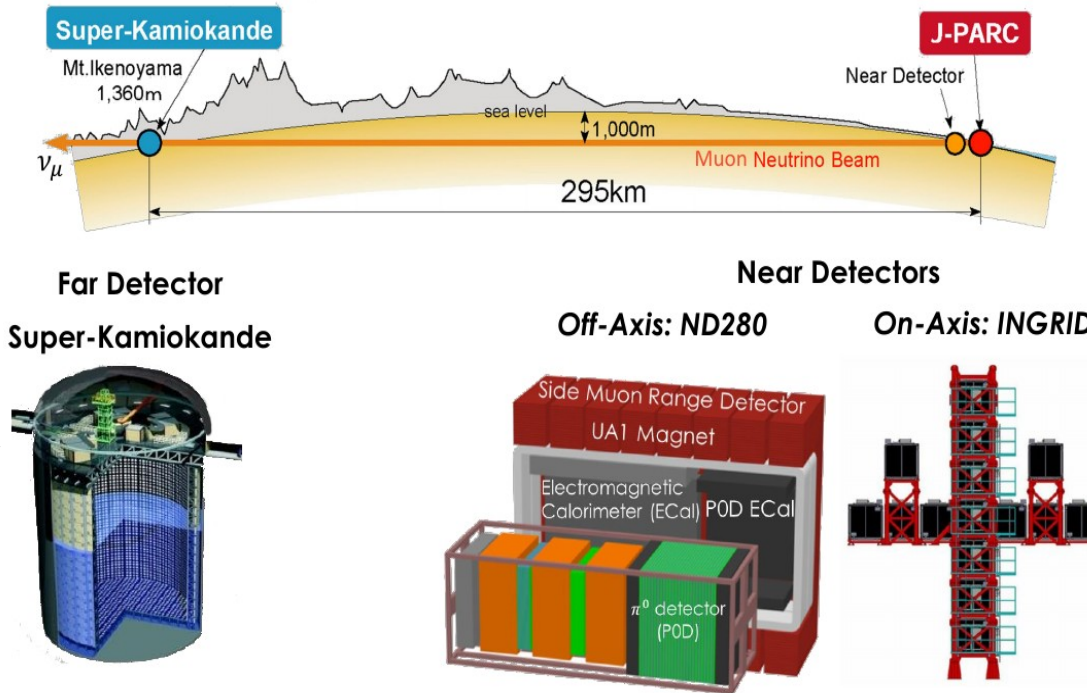 Super-Kamiokande
J-PARC
Mt.Ikenoyama
1,360m
Near Detector
sea level
1,000m
νμ
Muon Neutrino Beam
295km
Far Detector
Near Detectors
Super-Kamiokande
Off-Axis: ND280
On-Axis: INGRID
Side Muon Range Detector
UA1 Magnet
Electromagnetic
Calorimeter (ECal)
P0D ECal
π⁰ detector
(P0D)